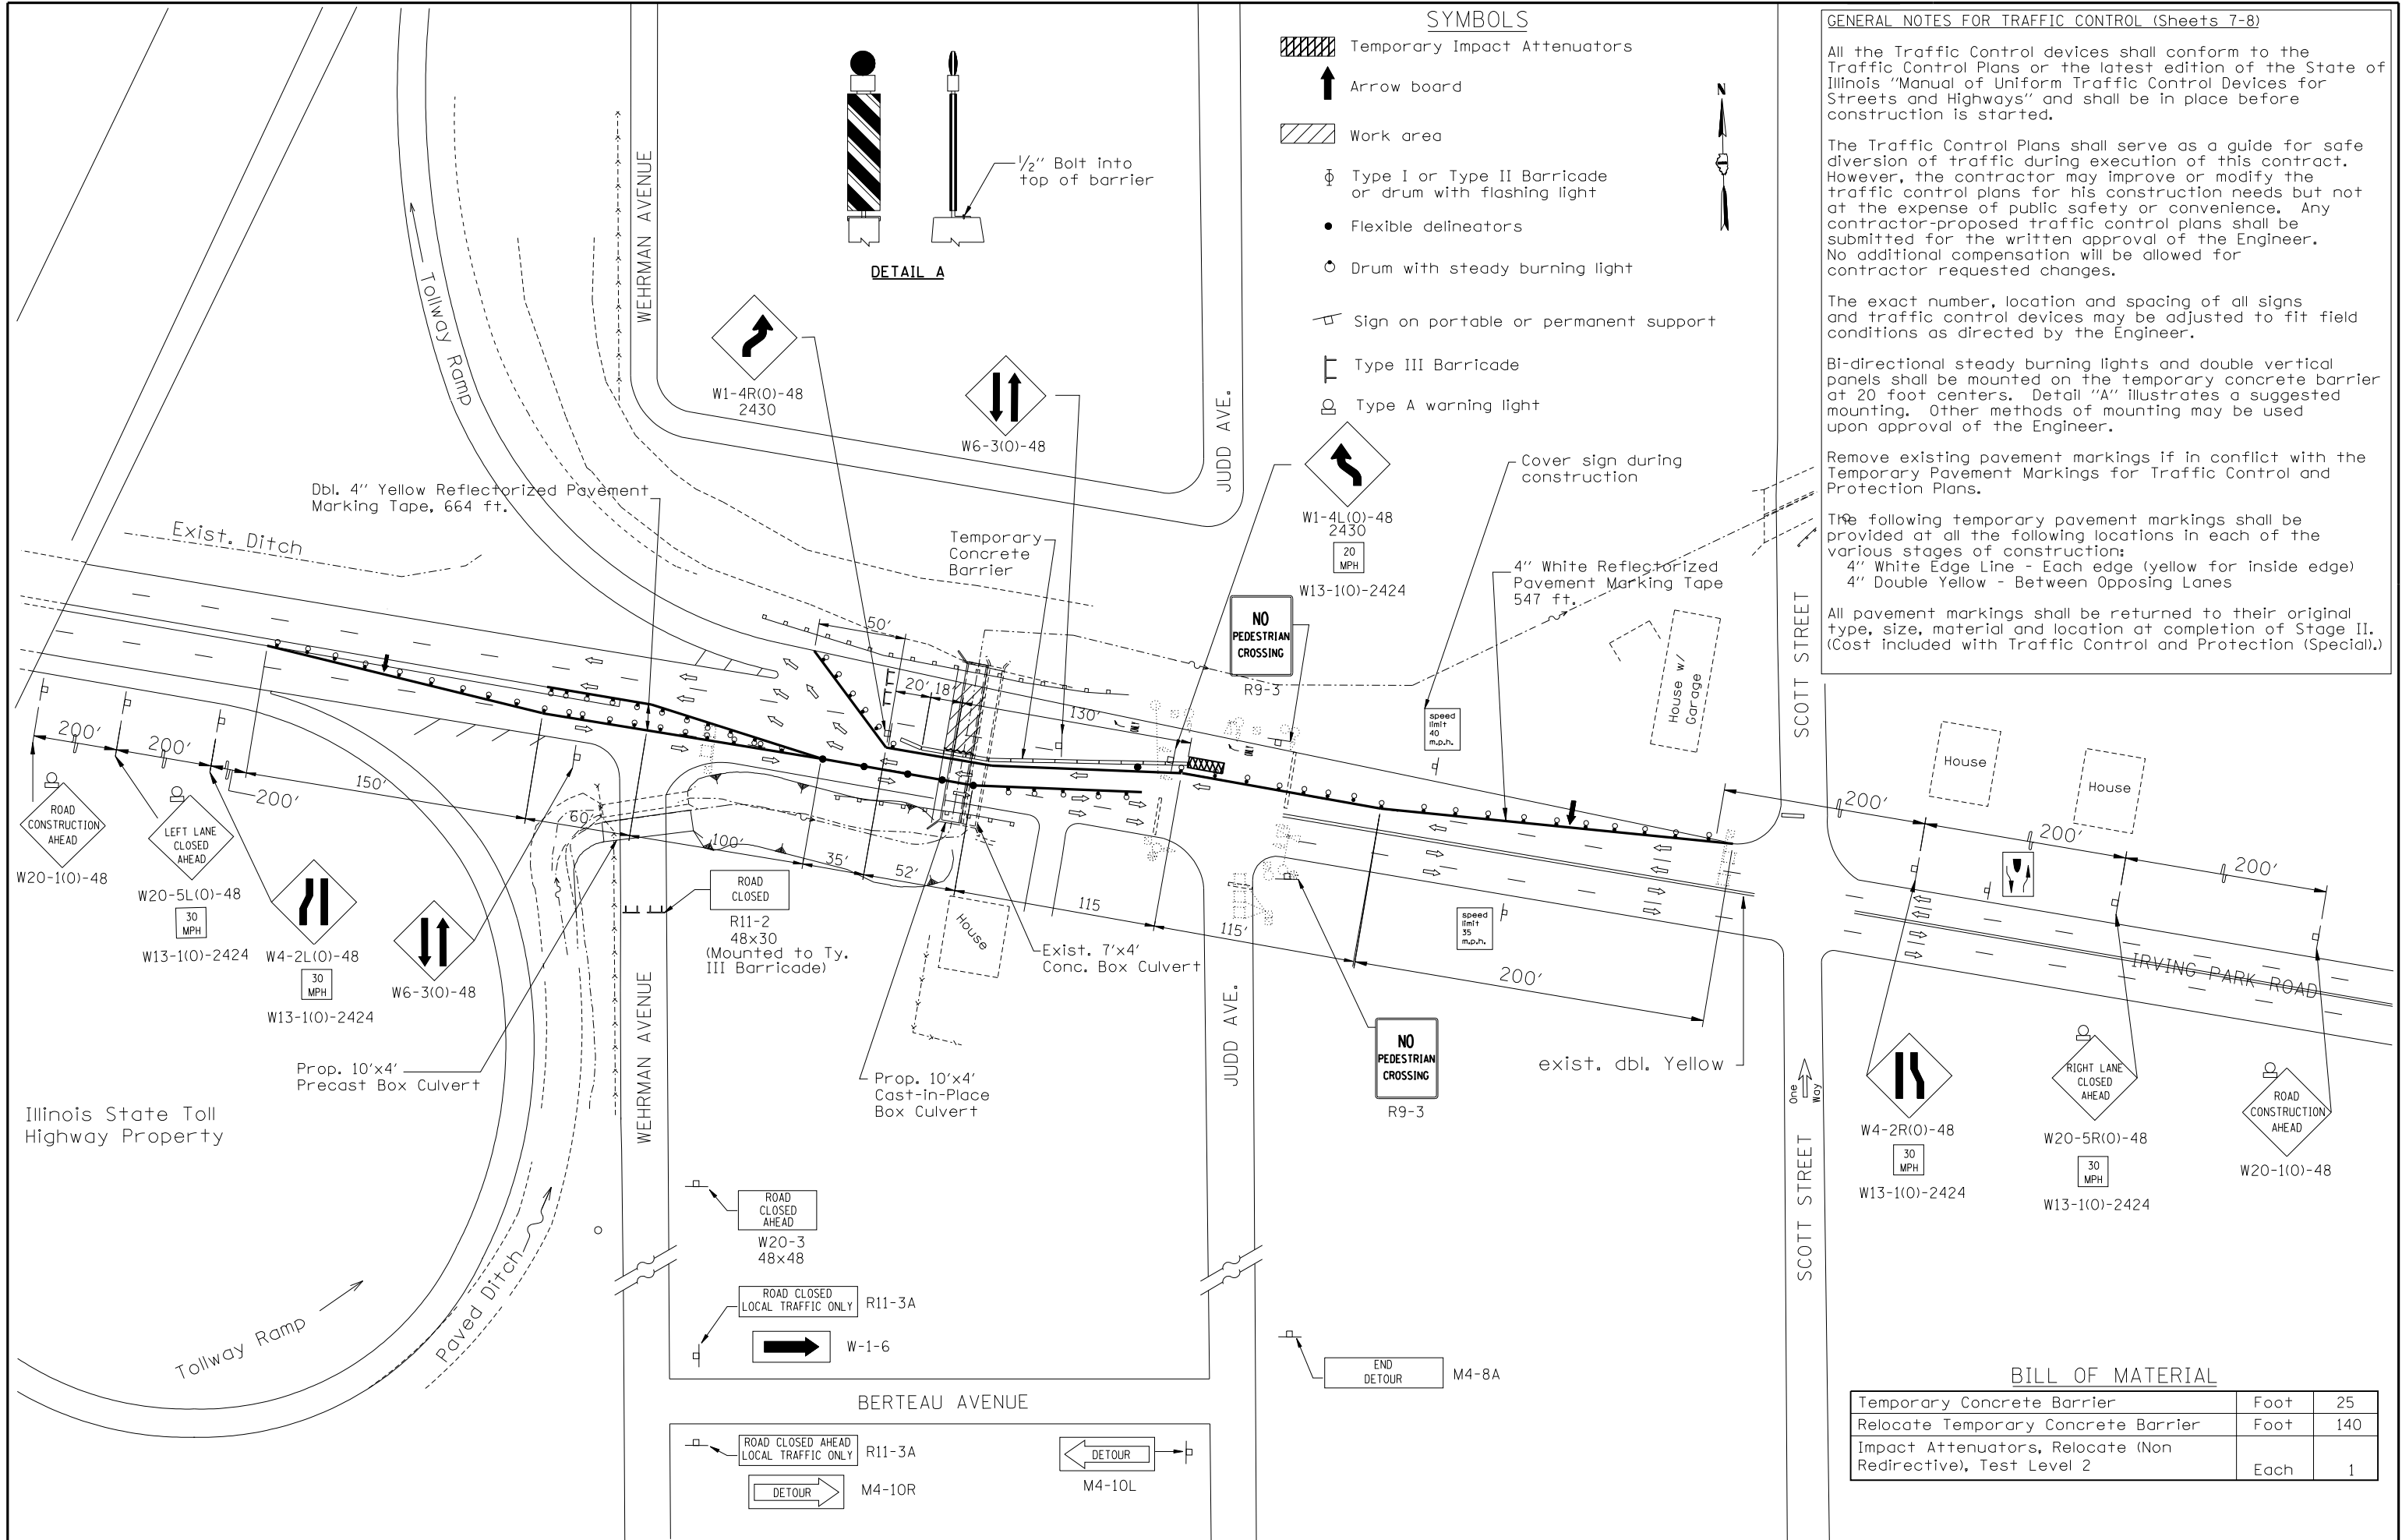 SYMBOLS
Temporary Impact Attenuators
Arrow board
Work area
Type I or Type II Barricade
or drum with flashing light
Flexible delineators
Drum with steady burning light
Sign on portable or permanent support
Type III Barricade
Type A warning light
N
GENERAL NOTES FOR TRAFFIC CONTROL (Sheets 7-8)
All the Traffic Control devices shall conform to the
Traffic Control Plans or the latest edition of the State of
Illinois "Manual of Uniform Traffic Control Devices for
Streets and Highways" and shall be in place before
construction is started.
The Traffic Control Plans shall serve as a guide for safe
diversion of traffic during execution of this contract.
However, the contractor may improve or modify the
traffic control plans for his construction needs but not
at the expense of public safety or convenience. Any
contractor-proposed traffic control plans shall be
submitted for the written approval of the Engineer.
No additional compensation will be allowed for
contractor requested changes.
The exact number, location and spacing of all signs
and traffic control devices may be adjusted to fit field
conditions as directed by the Engineer.
Bi-directional steady burning lights and double vertical
panels shall be mounted on the temporary concrete barrier
at 20 foot centers. Detail "A" illustrates a suggested
mounting. Other methods of mounting may be used
upon approval of the Engineer.
Remove existing pavement markings if in conflict with the
Temporary Pavement Markings for Traffic Control and
Protection Plans.
The following temporary pavement markings shall be
provided at all the following locations in each of the
various stages of construction:
4" White Edge Line - Each edge (yellow for inside edge)
4" Double Yellow - Between Opposing Lanes
All pavement markings shall be returned to their original
type, size, material and location at completion of Stage II.
(Cost included with Traffic Control and Protection (Special).)
1/2" Bolt into
top of barrier
DETAIL A
WEHRMAN AVENUE
Tollway Ramp
JUDD AVE.
SCOTT STREET
W1-4R(O)-48
2430
W6-3(O)-48
W1-4L(O)-48
2430
20
MPH
W13-1(O)-2424
Cover sign during
construction
Dbl. 4" Yellow Reflectorized Pavement
Marking Tape, 664 ft.
Exist. Ditch
Temporary
Concrete
Barrier
4" White Reflectorized
Pavement Marking Tape
547 ft.
NO
PEDESTRIAN
CROSSING
R9-3
House w/
Garage
50'
20'
18'
130'
speed
limit
40
m.p.h.
200'
200'
200'
150'
60'
100'
35'
52'
115
115'
200'
200'
200'
200'
House
House
ROAD
CONSTRUCTION
AHEAD
W20-1(O)-48
LEFT LANE
CLOSED
AHEAD
W20-5L(O)-48
30
MPH
W13-1(O)-2424
W4-2L(O)-48
30
MPH
W13-1(O)-2424
W6-3(O)-48
ROAD
CLOSED
R11-2
48x30
(Mounted to Ty.
III Barricade)
House
Exist. 7'x4'
Conc. Box Culvert
speed
limit
35
m.p.h.
IRVING PARK ROAD
Prop. 10'x4'
Precast Box Culvert
Prop. 10'x4'
Cast-in-Place
Box Culvert
WEHRMAN AVENUE
JUDD AVE.
NO
PEDESTRIAN
CROSSING
R9-3
exist. dbl. Yellow
One
Way
SCOTT STREET
W4-2R(O)-48
30
MPH
W13-1(O)-2424
RIGHT LANE
CLOSED
AHEAD
W20-5R(O)-48
30
MPH
W13-1(O)-2424
ROAD
CONSTRUCTION
AHEAD
W20-1(O)-48
Illinois State Toll
Highway Property
Tollway Ramp
Paved Ditch
ROAD
CLOSED
AHEAD
W20-3
48x48
ROAD CLOSED
LOCAL TRAFFIC ONLY
R11-3A
W-1-6
END
DETOUR
M4-8A
BERTEAU AVENUE
ROAD CLOSED AHEAD
LOCAL TRAFFIC ONLY
R11-3A
DETOUR
M4-10R
DETOUR
M4-10L
BILL OF MATERIAL
Temporary Concrete Barrier Foot 25
Relocate Temporary Concrete Barrier Foot 140
Impact Attenuators, Relocate (Non
Redirective), Test Level 2 Each 1